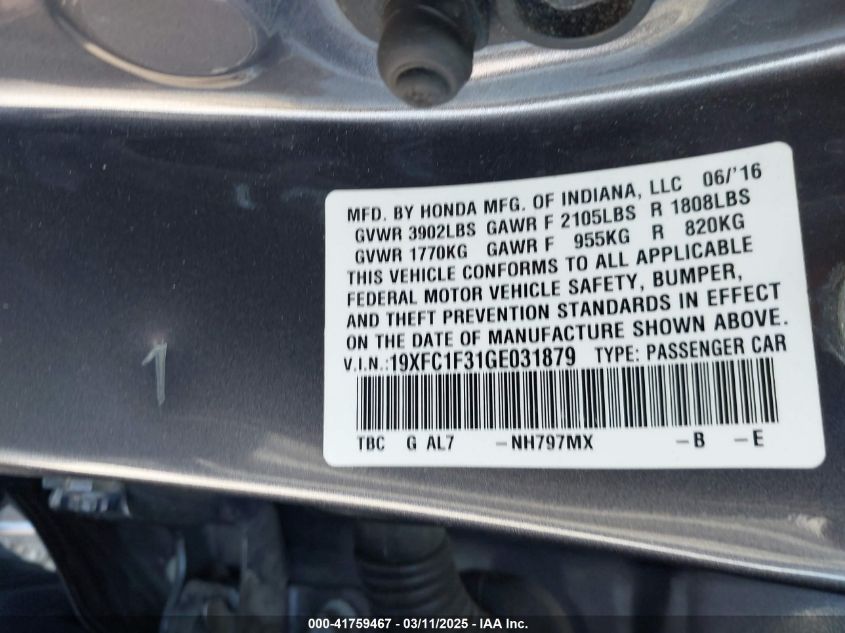 MFD. BY HONDA MFG. OF INDIANA, LLC 06/'16
GVWR 3902LBS GAWR F 2105LBS R 1808LBS
GVWR 1770KG GAWR F 955KG R 820KG
THIS VEHICLE CONFORMS TO ALL APPLICABLE
FEDERAL MOTOR VEHICLE SAFETY, BUMPER,
AND THEFT PREVENTION STANDARDS IN EFFECT
ON THE DATE OF MANUFACTURE SHOWN ABOVE.
V.I.N.:19XFC1F31GE031879 TYPE: PASSENGER CAR
TBC G AL7 -NH797MX -B -E
1
000-41759467 - 03/11/2025 - IAA Inc.